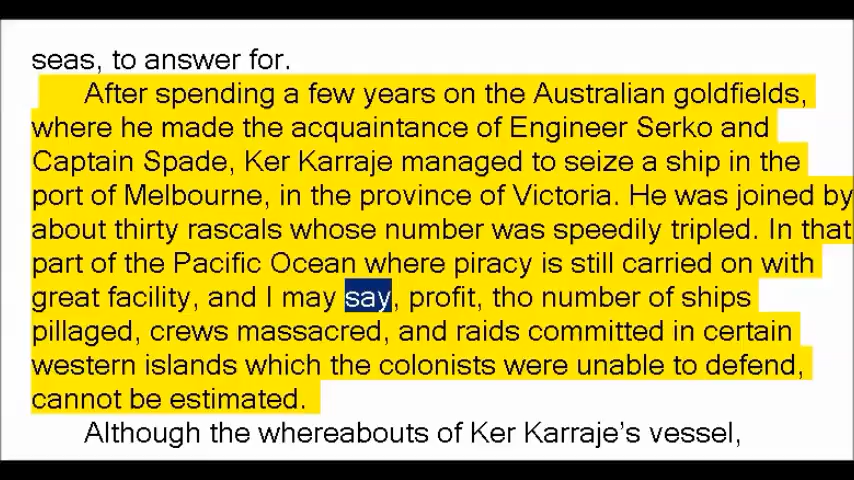 seas, to answer for.
After spending a few years on the Australian goldfields,
where he made the acquaintance of Engineer Serko and
Captain Spade, Ker Karraje managed to seize a ship in the
port of Melbourne, in the province of Victoria. He was joined by
about thirty rascals whose number was speedily tripled. In that
part of the Pacific Ocean where piracy is still carried on with
great facility, and I may say, profit, tho number of ships
pillaged, crews massacred, and raids committed in certain
western islands which the colonists were unable to defend,
cannot be estimated.
Although the whereabouts of Ker Karraje’s vessel,